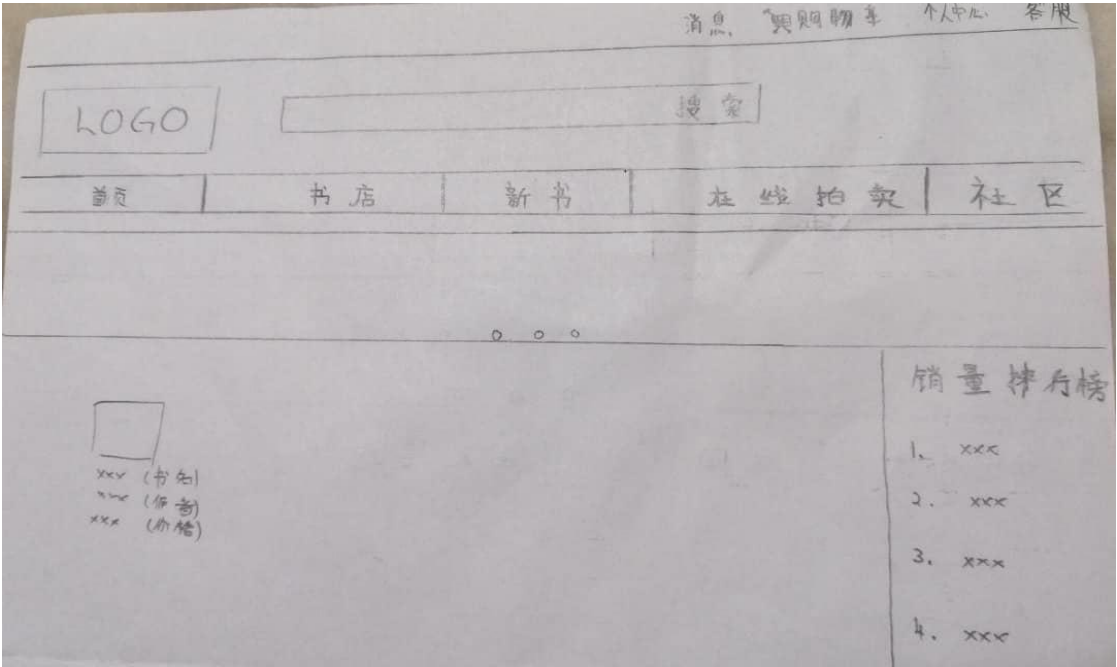 消息 购物车 个人中心 客服
LOGO
搜索
首页 书店 新书 在线拍卖 社区
销量排行榜
xxx (书名)
xxx (作者)
xxx (价格)
1、 xxx
2. xxx
3. xxx
4. xxx